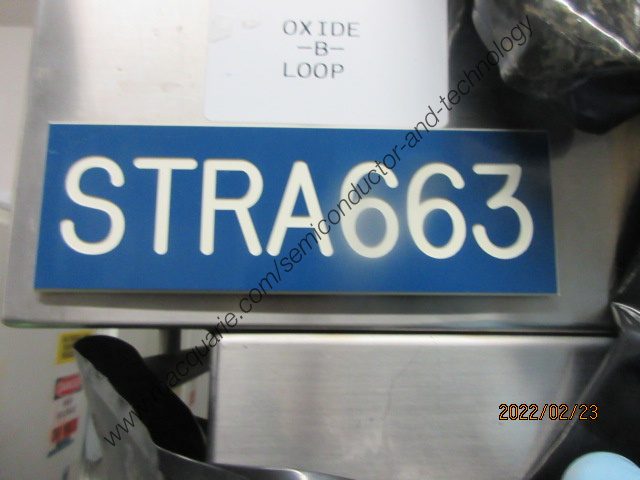 OXIDE
-B-
LOOP
STRA663
www.macquarie.com/semiconductor-and-technology
2022/02/23